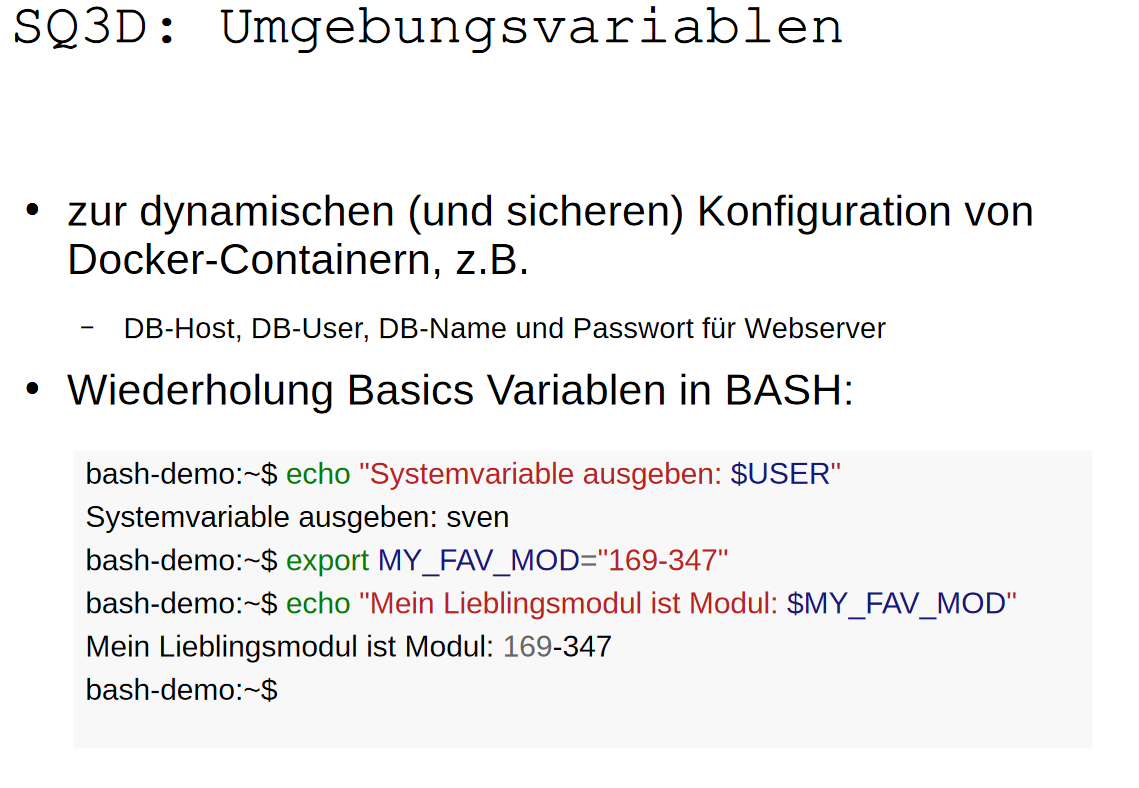 SQ3D: Umgebungsvariablen
• zur dynamischen (und sicheren) Konfiguration von
Docker-Containern, z.B.
– DB-Host, DB-User, DB-Name und Passwort für Webserver
• Wiederholung Basics Variablen in BASH:
bash-demo:~$ echo "Systemvariable ausgeben: $USER"
Systemvariable ausgeben: sven
bash-demo:~$ export MY_FAV_MOD="169-347"
bash-demo:~$ echo "Mein Lieblingsmodul ist Modul: $MY_FAV_MOD"
Mein Lieblingsmodul ist Modul: 169-347
bash-demo:~$